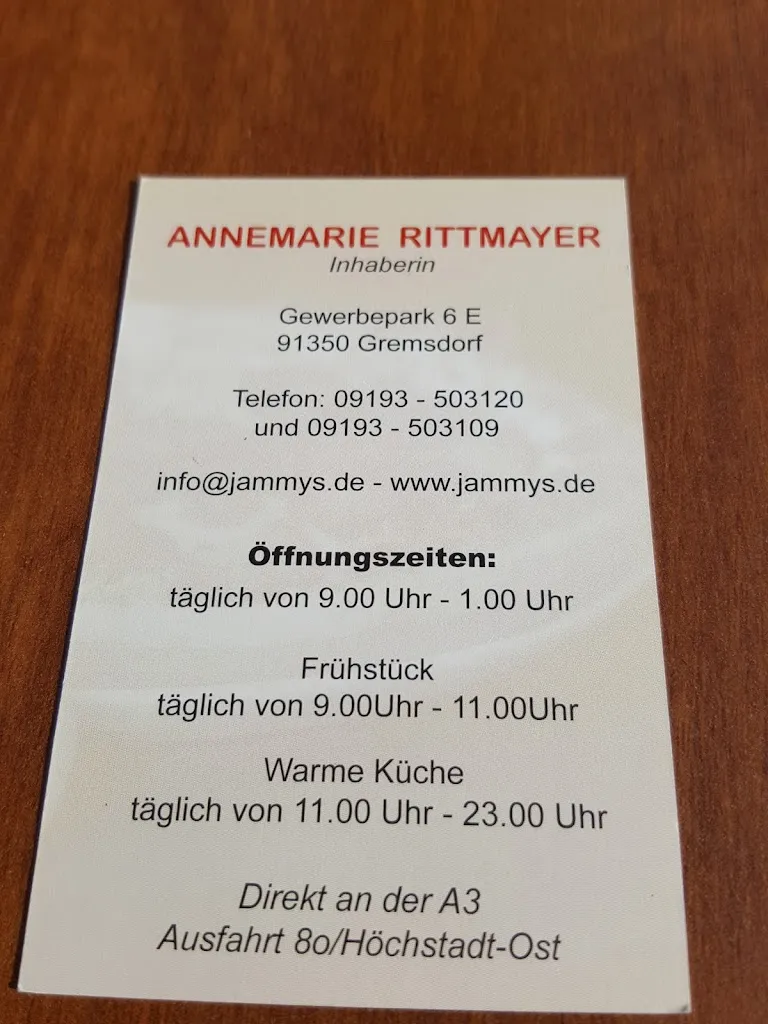 ANNEMARIE RITTMAYER
Inhaberin
Gewerbepark 6 E
91350 Gremsdorf
Telefon: 09193 - 503120
und 09193 - 503109
info@jammys.de - www.jammys.de
Öffnungszeiten:
täglich von 9.00 Uhr - 1.00 Uhr
Frühstück
täglich von 9.00Uhr - 11.00Uhr
Warme Küche
täglich von 11.00 Uhr - 23.00 Uhr
Direkt an der A3
Ausfahrt 8o/Höchstadt-Ost